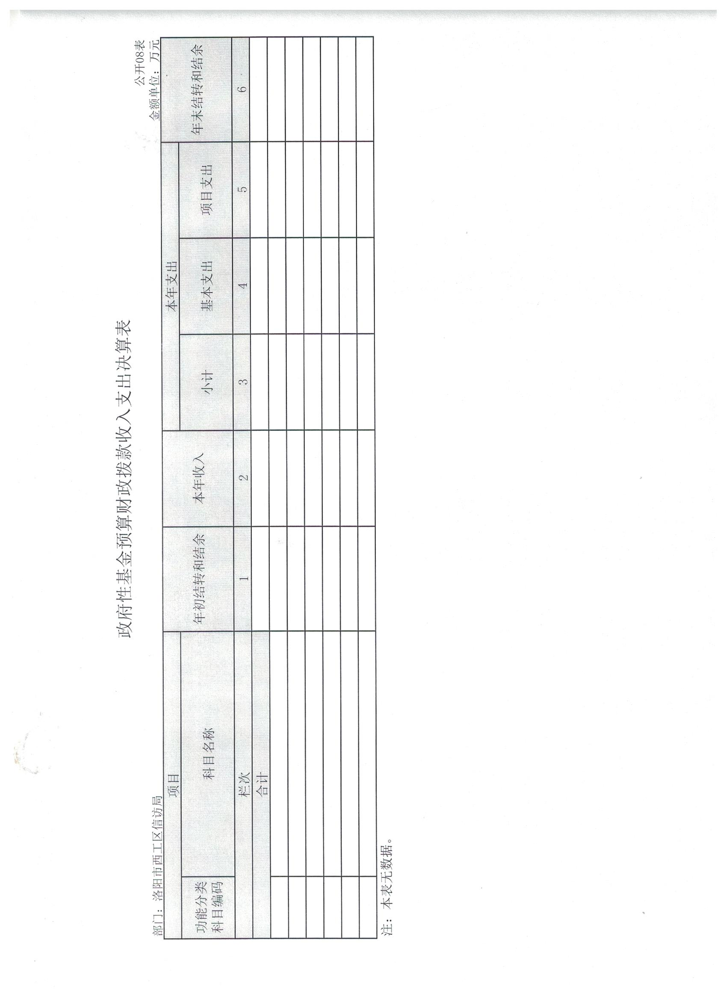 政府性基金预算财政拨款收入支出决算表
公开08表
部门：洛阳市西工区信访局 金额单位：万元
项目 年初结转和结余 本年收入 本年支出 年末结转和结余
功能分类科目编码 科目名称 小计 基本支出 项目支出
栏次 1 2 3 4 5 6
合计
注：本表无数据。